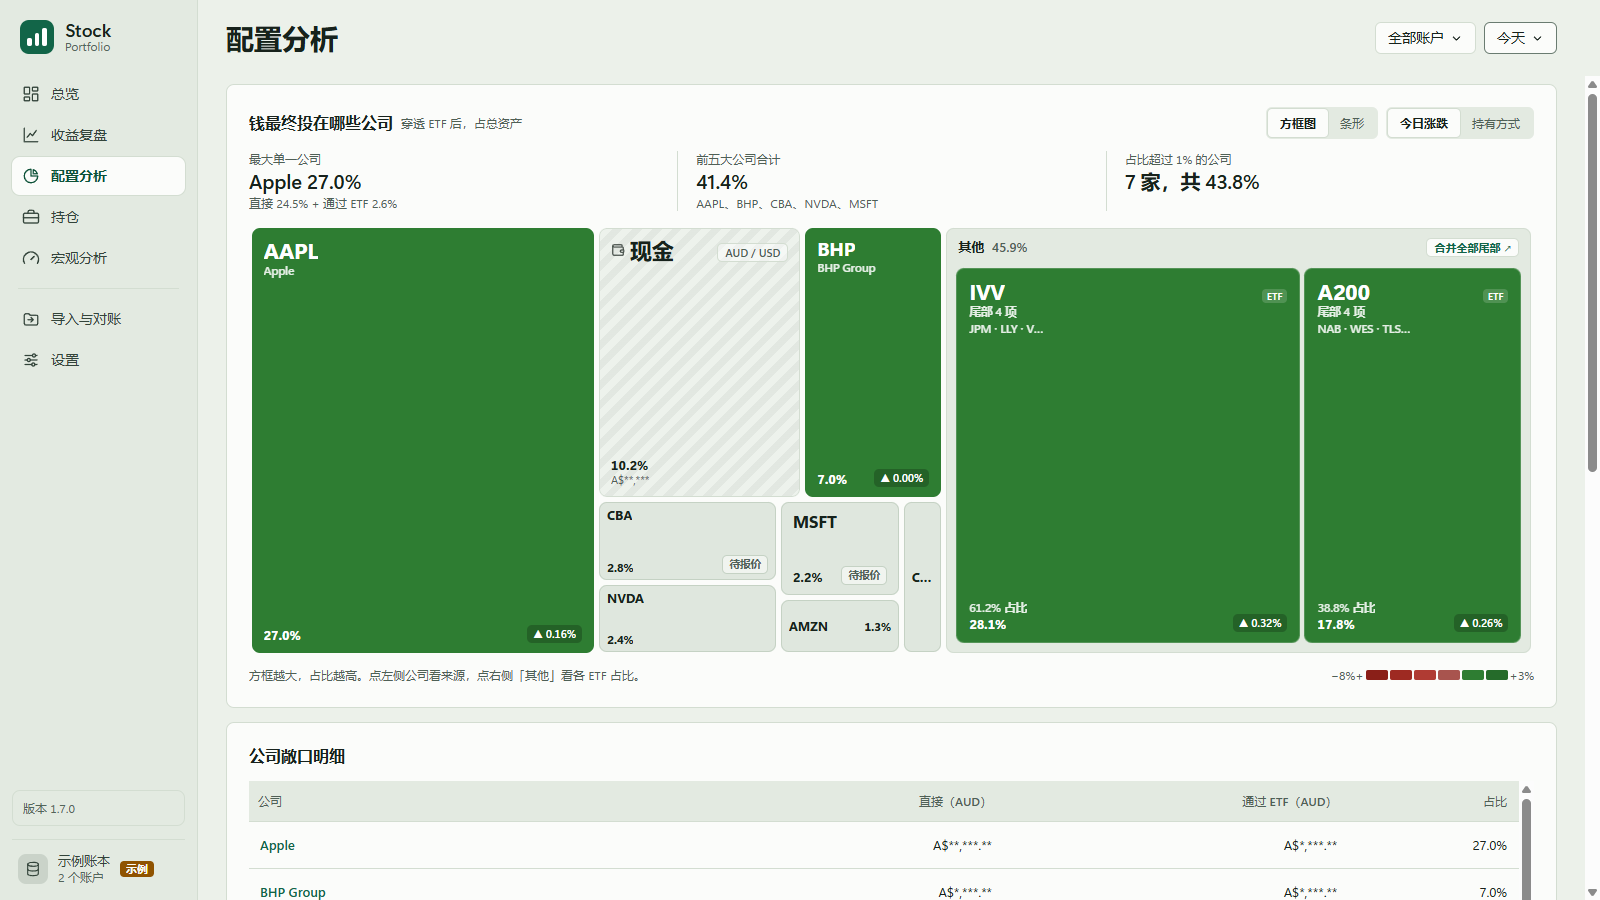 Stock
Portfolio
总览
收益复盘
配置分析
持仓
宏观分析
导入与对账
设置
版本 1.7.0
示例账本
2 个账户
示例
配置分析
全部账户
今天
钱最终投在哪些公司 穿透 ETF 后，占总资产
方框图
条形
今日涨跌
持有方式
最大单一公司
Apple 27.0%
直接 24.5% + 通过 ETF 2.6%
前五大公司合计
41.4%
AAPL、BHP、CBA、NVDA、MSFT
占比超过 1% 的公司
7 家，共 43.8%
AAPL
Apple
27.0%
▲ 0.16%
现金
AUD / USD
10.2%
A$**,***
BHP
BHP Group
7.0%
▲ 0.00%
CBA
2.8%
待报价
NVDA
2.4%
MSFT
2.2%
待报价
AMZN
1.3%
C...
其他 45.9%
合并全部尾部 ↗
IVV
ETF
尾部 4 项
JPM · LLY · V...
61.2% 占比
28.1%
▲ 0.32%
A200
ETF
尾部 4 项
NAB · WES · TLS...
38.8% 占比
17.8%
▲ 0.26%
方框越大，占比越高。点左侧公司看来源，点右侧「其他」看各 ETF 占比。
−8%+
+3%
公司敞口明细
公司 直接（AUD） 通过 ETF（AUD） 占比
Apple A$**,***.** A$*,***.** 27.0%
BHP Group A$*,***.** A$*,***.** 7.0%